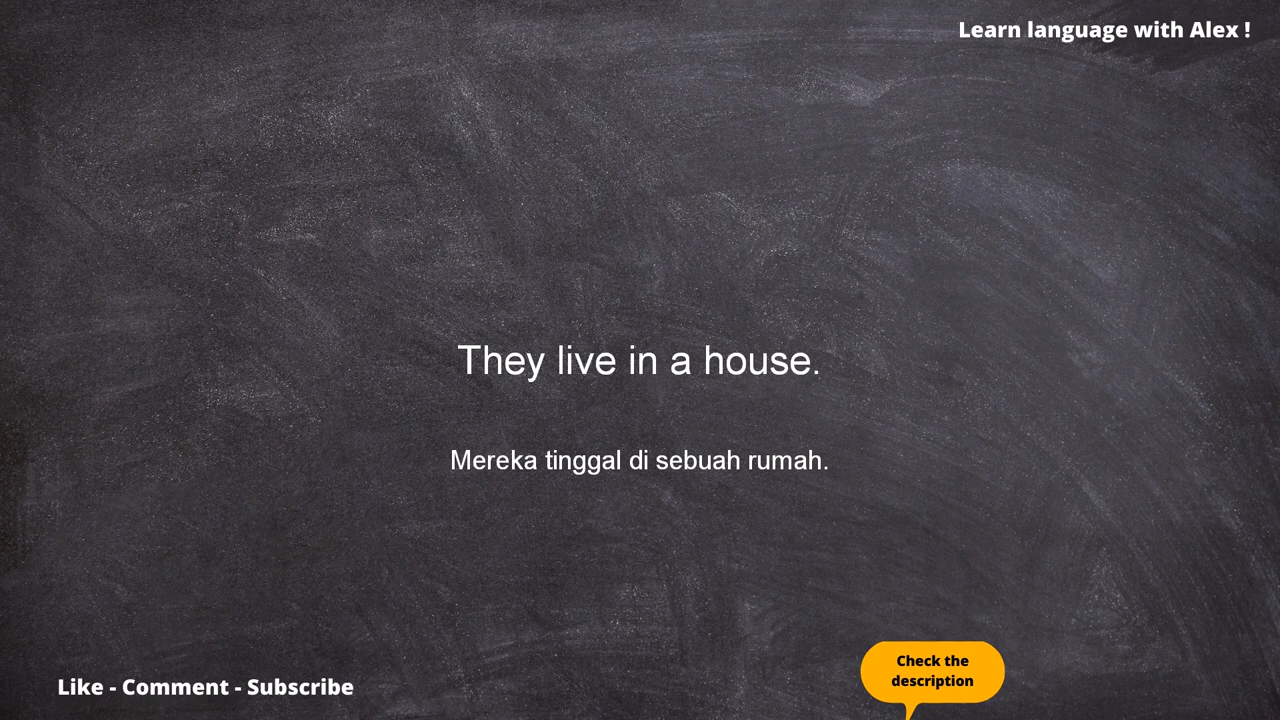 Learn language with Alex !
They live in a house.
Mereka tinggal di sebuah rumah.
Check the
description
Like - Comment - Subscribe